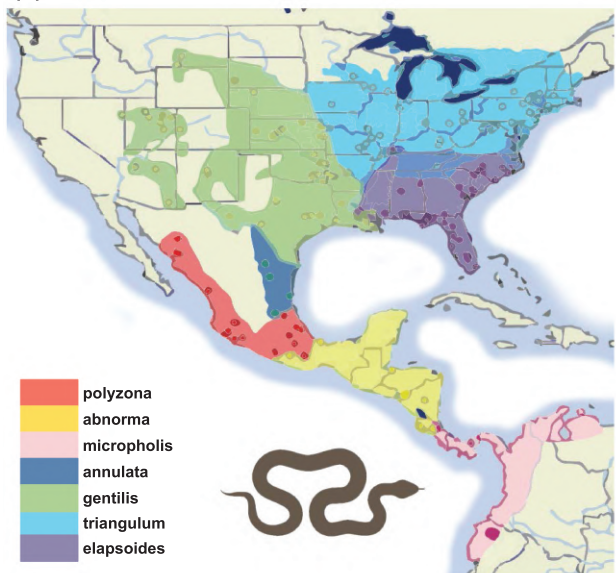 polyzona
abnorma
micropholis
annulata
gentilis
triangulum
elapsoides